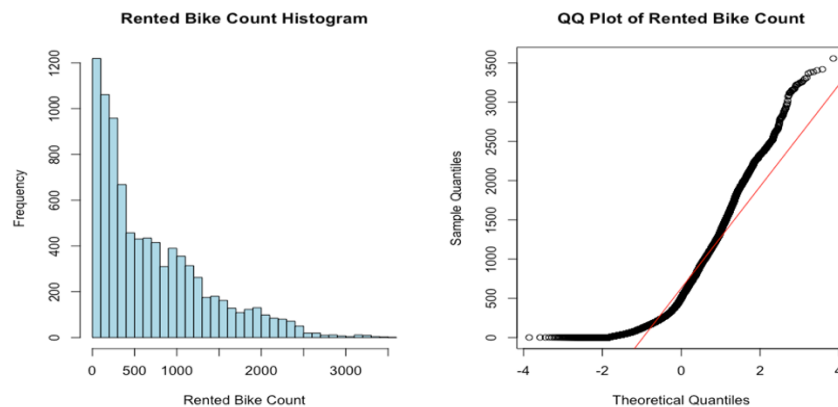 Rented Bike Count Histogram
Frequency
0 200 400 600 800 1000 1200
0 500 1000 2000 3000
Rented Bike Count
QQ Plot of Rented Bike Count
Sample Quantiles
0 500 1000 1500 2000 2500 3000 3500
-4 -2 0 2 4
Theoretical Quantiles